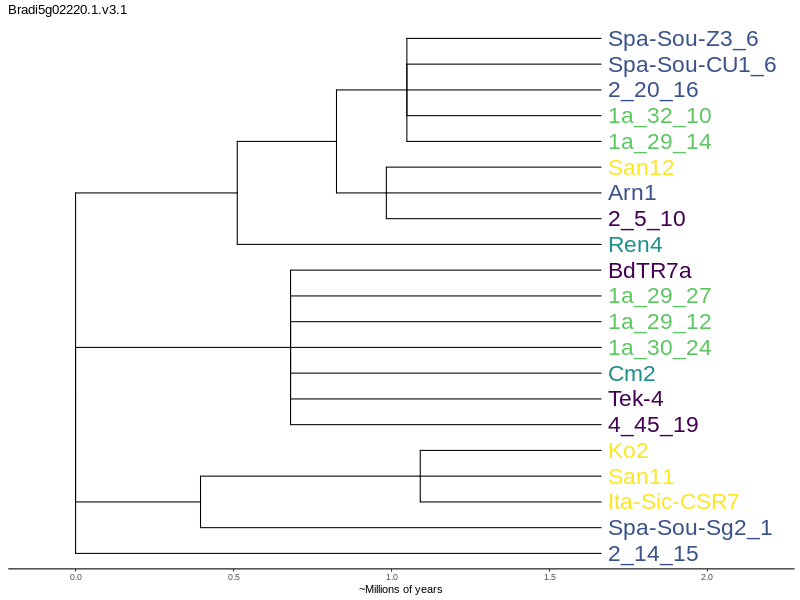 Bradi5g02220.1.v3.1
Spa-Sou-Z3_6
Spa-Sou-CU1_6
2_20_16
1a_32_10
1a_29_14
San12
Arn1
2_5_10
Ren4
BdTR7a
1a_29_27
1a_29_12
1a_30_24
Cm2
Tek-4
4_45_19
Ko2
San11
Ita-Sic-CSR7
Spa-Sou-Sg2_1
2_14_15
0.0 0.5 1.0 1.5 2.0
~Millions of years